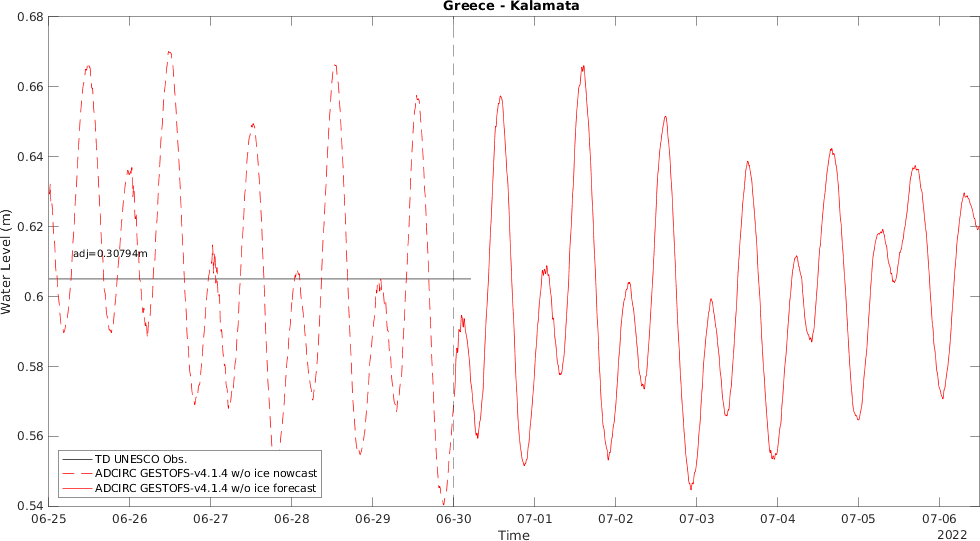 Greece - Kalamata
Water Level (m)
0.68
0.66
0.64
0.62
0.6
0.58
0.56
0.54
adj=0.30794m
TD UNESCO Obs.
ADCIRC GESTOFS-v4.1.4 w/o ice nowcast
ADCIRC GESTOFS-v4.1.4 w/o ice forecast
06-25 06-26 06-27 06-28 06-29 06-30 07-01 07-02 07-03 07-04 07-05 07-06
Time
2022